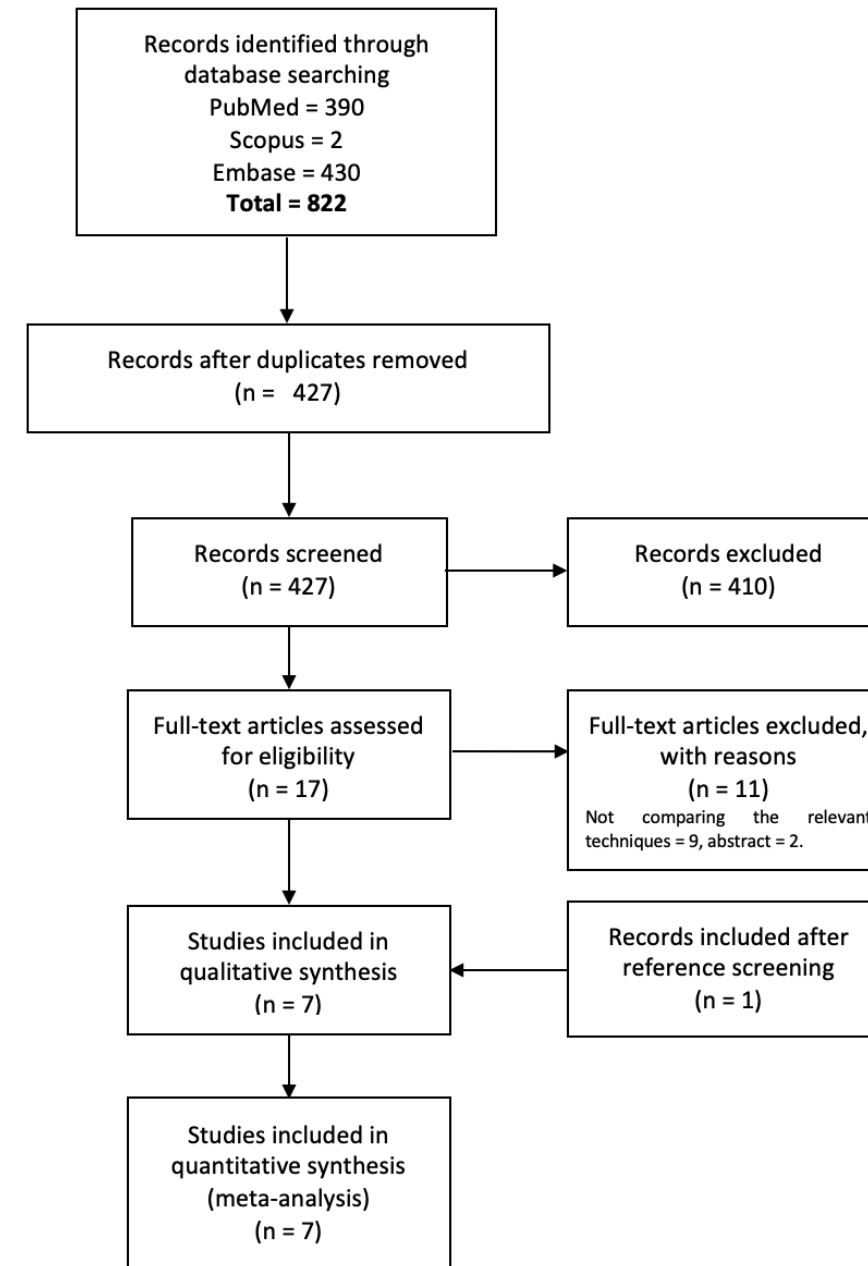 Records identified through
database searching
PubMed = 390
Scopus = 2
Embase = 430
Total = 822
Records after duplicates removed
(n =   427)
Records screened
(n = 427)
Records excluded
(n = 410)
Full-text articles assessed
for eligibility
(n = 17)
Full-text articles excluded,
with reasons
(n = 11)
Not comparing the relevant
techniques = 9, abstract = 2.
Studies included in
qualitative synthesis
(n = 7)
Records included after
reference screening
(n = 1)
Studies included in
quantitative synthesis
(meta-analysis)
(n = 7)